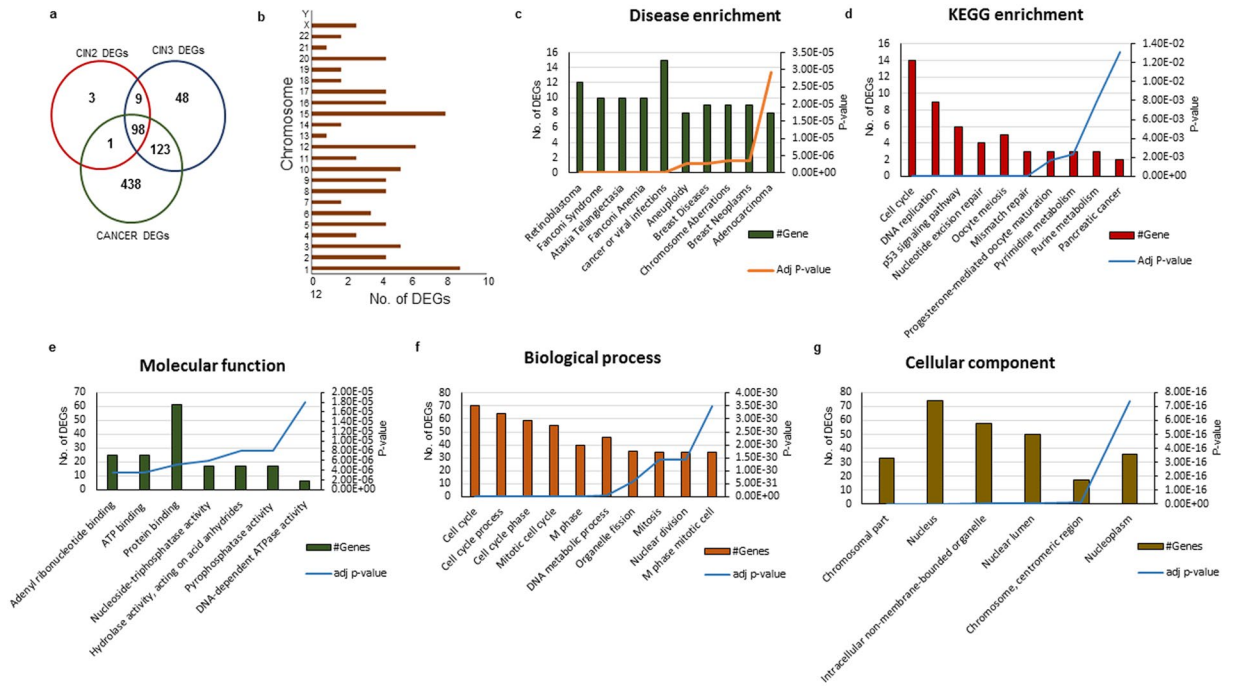 a
CIN2 DEGs
CIN3 DEGs
3
9
48
98
1
123
438
CANCER DEGs
b
Chromosome
Y
X
22
21
20
19
18
17
16
15
14
13
12
11
10
9
8
7
6
5
4
3
2
1
0 2 4 6 8 10
12
No. of DEGs
c
Disease enrichment
No. of DEGs
16
14
12
10
8
6
4
2
0
3.50E-05
3.00E-05
2.50E-05
2.00E-05
1.50E-05
1.00E-05
5.00E-06
0.00E+00
P-value
Retinoblastoma
Fanconi Syndrome
Ataxia Telangiectasia
Fanconi Anemia
cancer or viral infections
Aneuploidy
Breast Diseases
Chromosome Aberrations
Breast Neoplasms
Adenocarcinoma
#Gene
Adj P-value
d
KEGG enrichment
No. of DEGs
16
14
12
10
8
6
4
2
0
1.40E-02
1.20E-02
1.00E-02
8.00E-03
6.00E-03
4.00E-03
2.00E-03
0.00E+00
P-value
Cell cycle
DNA replication
p53 signaling pathway
Nucleotide excision repair
Oocyte meiosis
Mismatch repair
Progesterone-mediated oocyte maturation
Pyrimidine metabolism
Purine metabolism
Pancreatic cancer
#Gene
Adj P-value
e
Molecular function
No. of DEGs
70
60
50
40
30
20
10
0
2.00E-05
1.80E-05
1.60E-05
1.40E-05
1.20E-05
1.00E-05
8.00E-06
6.00E-06
4.00E-06
2.00E-06
0.00E+00
P-value
Adenyl ribonucleotide binding
ATP binding
Protein binding
Nucleoside-triphosphatase activity
Hydrolase activity, acting on acid anhydrides
Pyrophosphatase activity
DNA-dependent ATPase activity
#Genes
adj p-value
f
Biological process
No. of DEGs
80
70
60
50
40
30
20
10
0
4.00E-30
3.50E-30
3.00E-30
2.50E-30
2.00E-30
1.50E-30
1.00E-30
5.00E-31
0.00E+00
P-value
Cell cycle
Cell cycle process
Cell cycle phase
Mitotic cell cycle
M phase
DNA metabolic process
Organelle fission
Mitosis
Nuclear division
M phase mitotic cell
#Genes
adj p-value
g
Cellular component
No. of DEGs
80
70
60
50
40
30
20
10
0
8.00E-16
7.00E-16
6.00E-16
5.00E-16
4.00E-16
3.00E-16
2.00E-16
1.00E-16
0.00E+00
P-value
Chromosomal part
Nucleus
Intracellular non-membrane-bounded organelle
Nuclear lumen
Chromosome, centromeric region
Nucleoplasm
#Genes
adj p-value